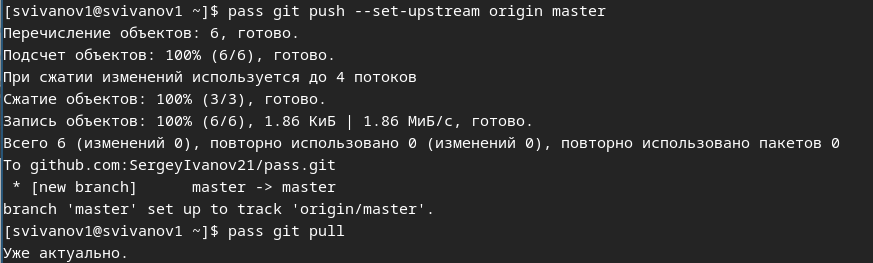 [svivanov1@svivanov1 ~]$ pass git push --set-upstream origin master
Перечисление объектов: 6, готово.
Подсчет объектов: 100% (6/6), готово.
При сжатии изменений используется до 4 потоков
Сжатие объектов: 100% (3/3), готово.
Запись объектов: 100% (6/6), 1.86 КиБ | 1.86 МиБ/с, готово.
Всего 6 (изменений 0), повторно использовано 0 (изменений 0), повторно использовано пакетов 0
To github.com:SergeyIvanov21/pass.git
 * [new branch]      master -> master
branch 'master' set up to track 'origin/master'.
[svivanov1@svivanov1 ~]$ pass git pull
Уже актуально.